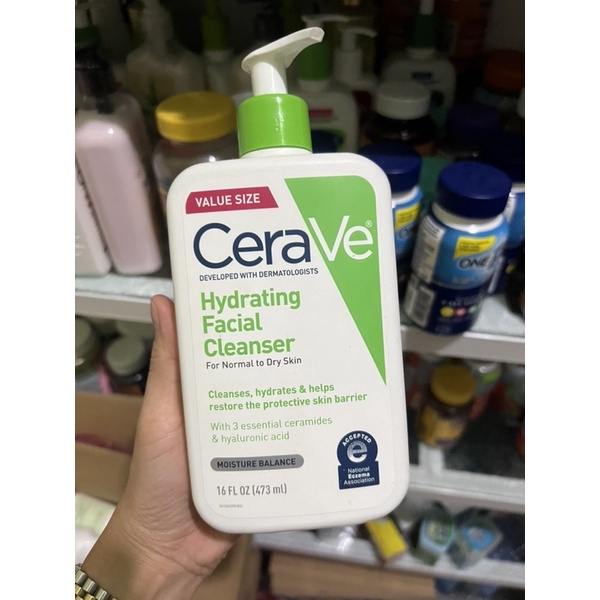 VALUE SIZE
CeraVe®
DEVELOPED WITH DERMATOLOGISTS
Hydrating
Facial
Cleanser
For Normal to Dry Skin
Cleanses, hydrates & helps
restore the protective skin barrier
With 3 essential ceramides
& hyaluronic acid
MOISTURE BALANCE
16 FL OZ (473 ml)
ACCEPTED
e
National
Eczema
Association
ONE